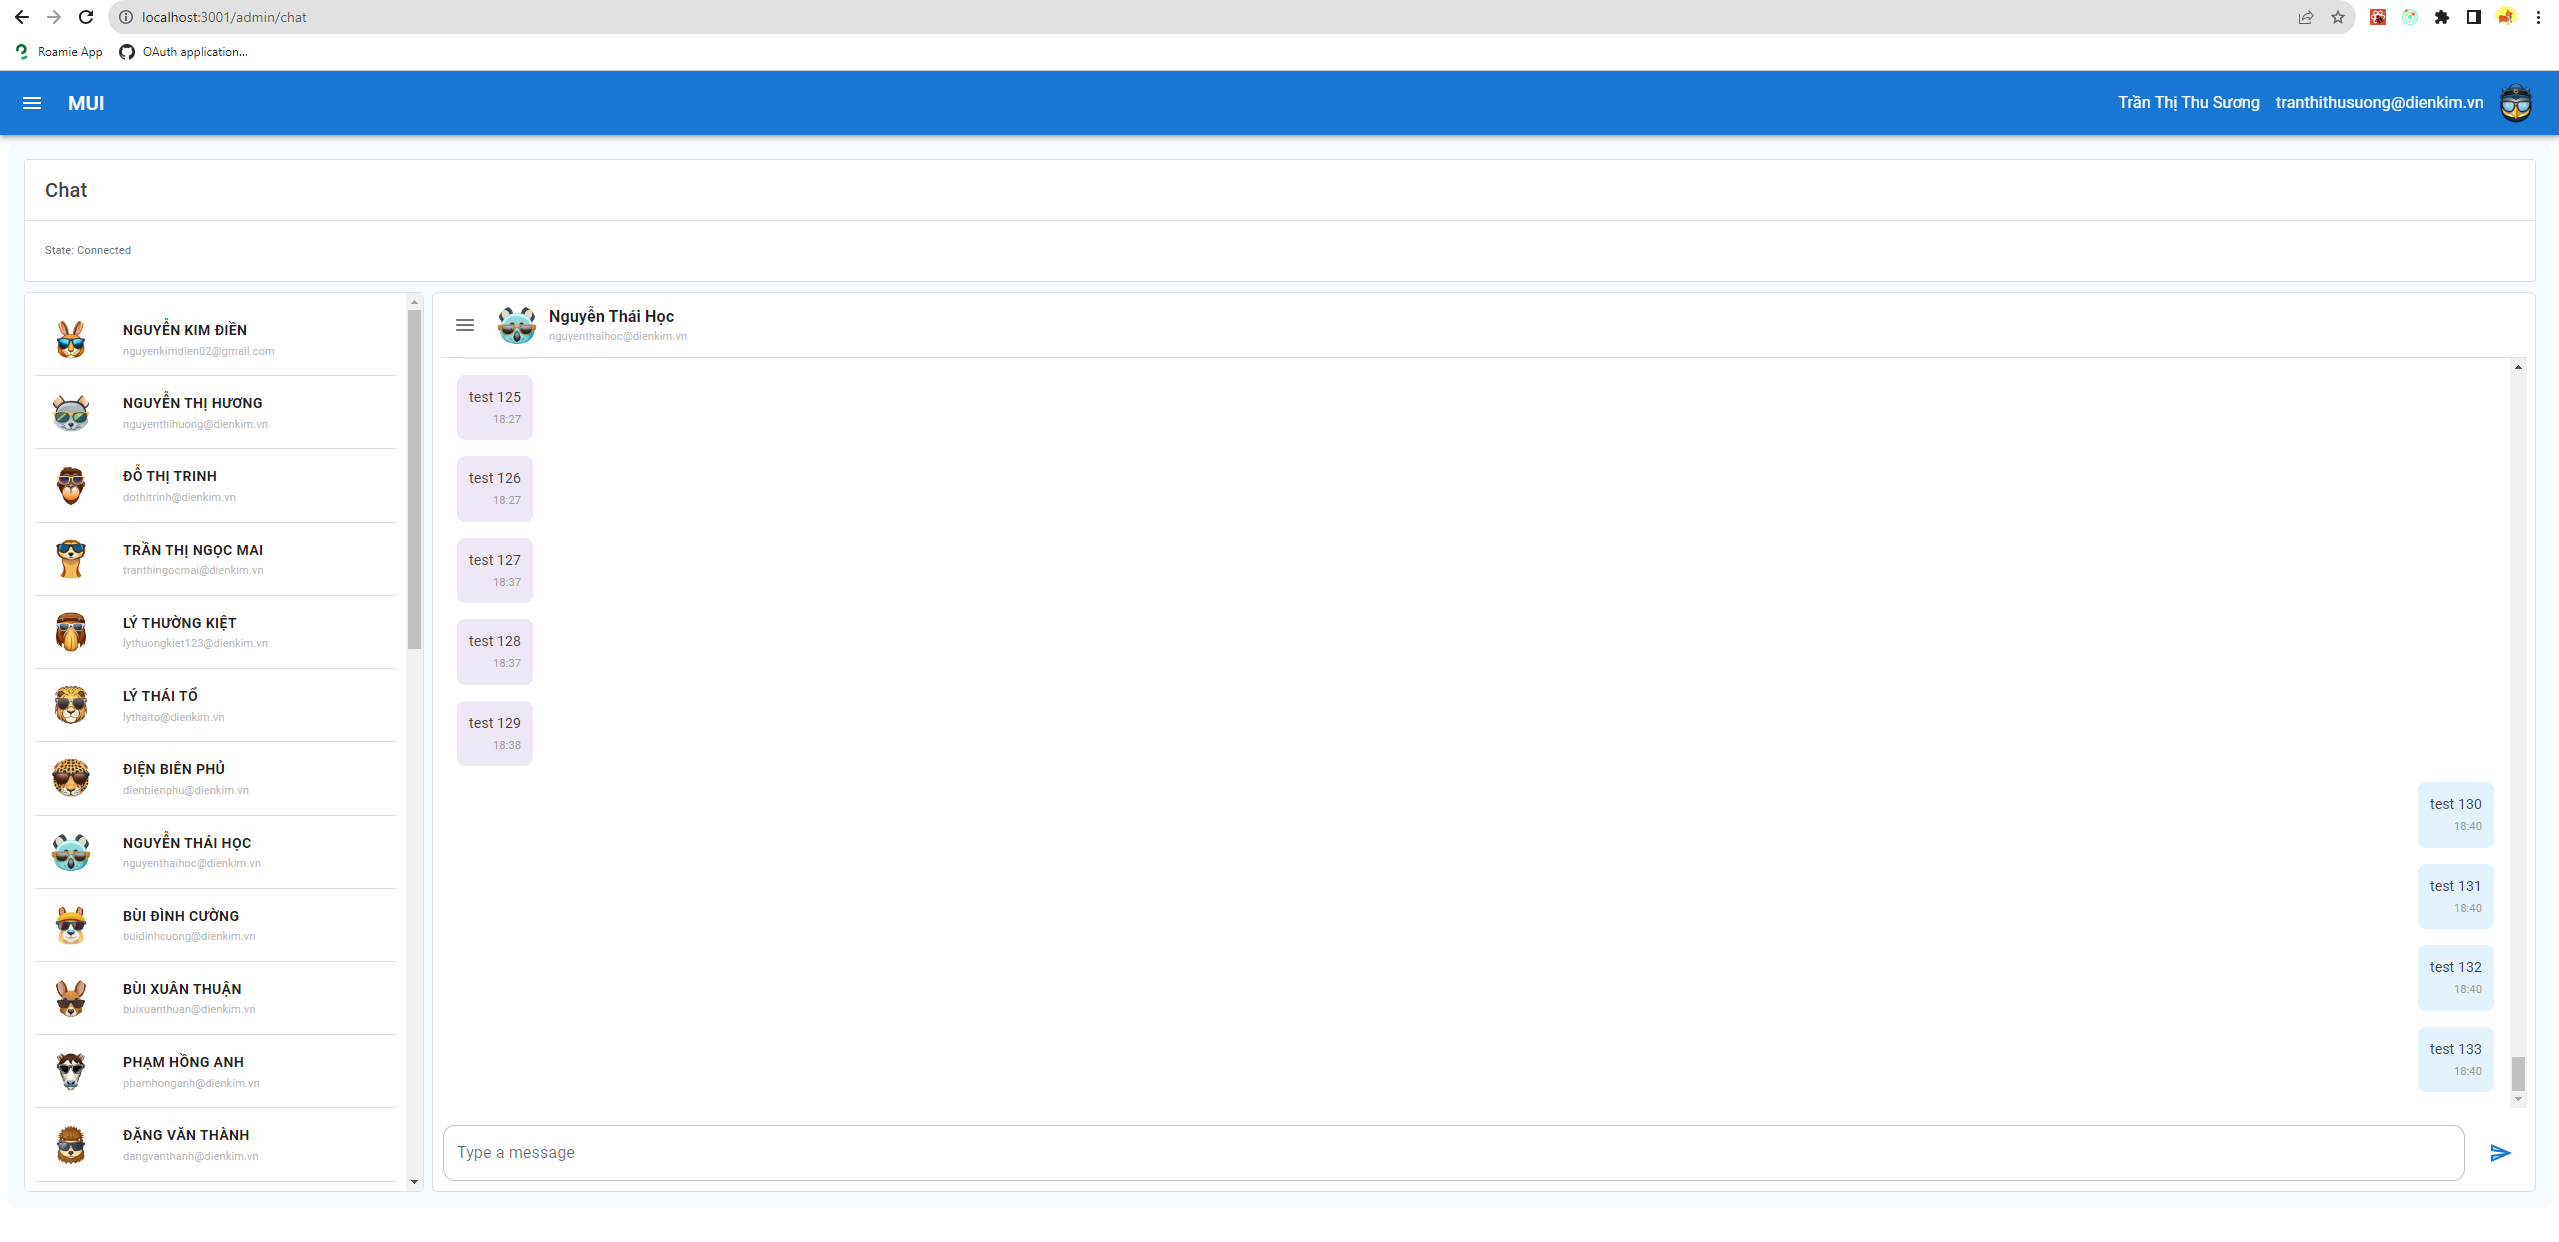 localhost:3001/admin/chat
Roamie App
OAuth application...
MUI
Trần Thị Thu Sương
tranthithusuong@dienkim.vn
Chat
State: Connected
NGUYỄN KIM ĐIỀN
nguyenkimdien02@gmail.com
NGUYỄN THỊ HƯƠNG
nguyenthihuong@dienkim.vn
ĐỖ THỊ TRINH
dothitrinh@dienkim.vn
TRẦN THỊ NGỌC MAI
tranthingocmai@dienkim.vn
LÝ THƯỜNG KIỆT
lythuongkiet123@dienkim.vn
LÝ THÁI TỔ
lythaito@dienkim.vn
ĐIỆN BIÊN PHỦ
dienbienphu@dienkim.vn
NGUYỄN THÁI HỌC
nguyenthaihoc@dienkim.vn
BÙI ĐÌNH CƯỜNG
buidinhcuong@dienkim.vn
BÙI XUÂN THUẬN
buixuanthuan@dienkim.vn
PHẠM HỒNG ANH
phamhonganh@dienkim.vn
ĐẶNG VĂN THÀNH
dangvanthanh@dienkim.vn
Nguyễn Thái Học
nguyenthaihoc@dienkim.vn
test 125
18:27
test 126
18:27
test 127
18:37
test 128
18:37
test 129
18:38
test 130
18:40
test 131
18:40
test 132
18:40
test 133
18:40
Type a message